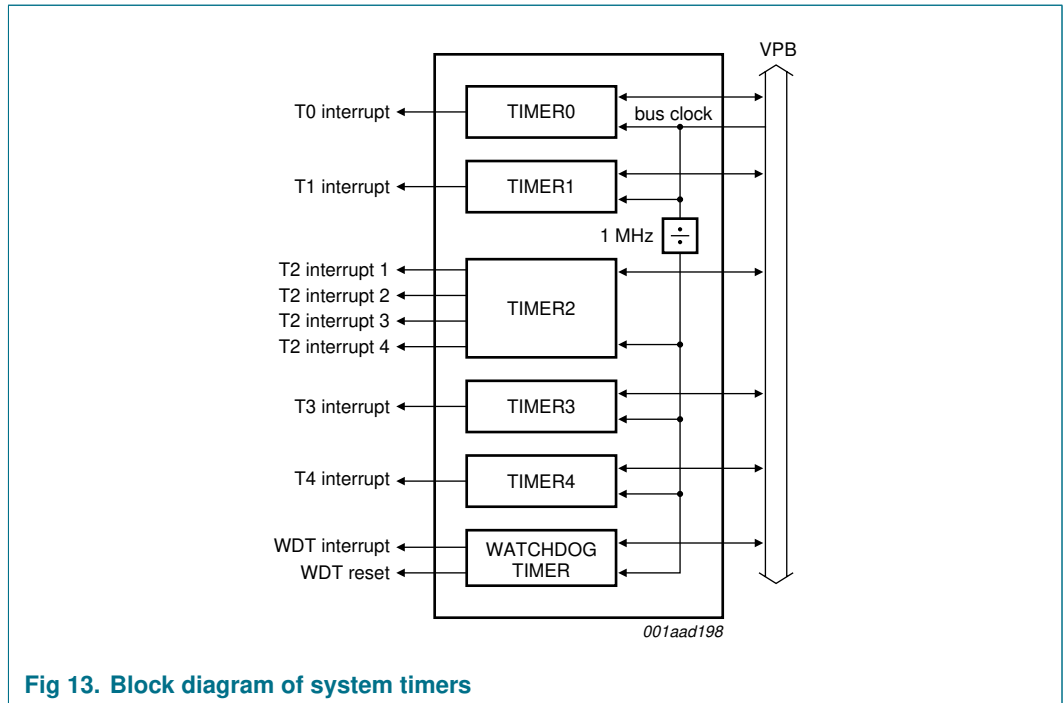 VPB
T0 interrupt
TIMER0
bus clock
T1 interrupt
TIMER1
1 MHz
÷
T2 interrupt 1
T2 interrupt 2
T2 interrupt 3
T2 interrupt 4
TIMER2
T3 interrupt
TIMER3
T4 interrupt
TIMER4
WDT interrupt
WDT reset
WATCHDOG
TIMER
001aad198
Fig 13. Block diagram of system timers